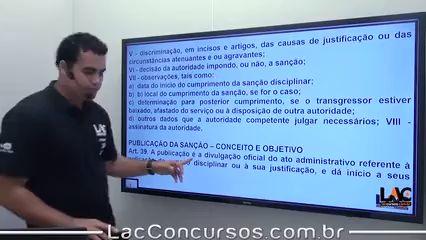 V - discriminação, em incisos e artigos, das causas de justificação ou das
circunstâncias atenuantes e ou agravantes;
VI - decisão da autoridade impondo, ou não, a sanção;
VII - observações, tais como:
a) data do início do cumprimento da sanção disciplinar;
b) b) local do cumprimento da sanção, se for o caso;
c) determinação para posterior cumprimento, se o transgressor estiver
baixado, afastado do serviço ou à disposição de outra autoridade;
d) outros dados que a autoridade competente julgar necessários; VIII -
assinatura da autoridade.
PUBLICAÇÃO DA SANÇÃO – CONCEITO E OBJETIVO
Art. 39. A publicação é a divulgação oficial do ato administrativo referente à
disciplinar ou à sua justificação, e dá início a seus
LAC
LAC
LacConcursos.com.br